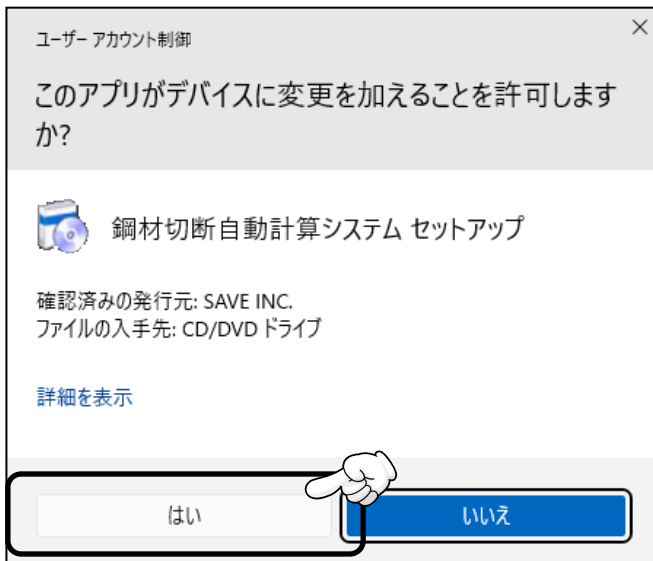 ユーザー アカウント制御
このアプリがデバイスに変更を加えることを許可します
か?
鋼材切断自動計算システム セットアップ
確認済みの発行元: SAVE INC.
ファイルの入手先: CD/DVD ドライブ
詳細を表示
はい
いいえ